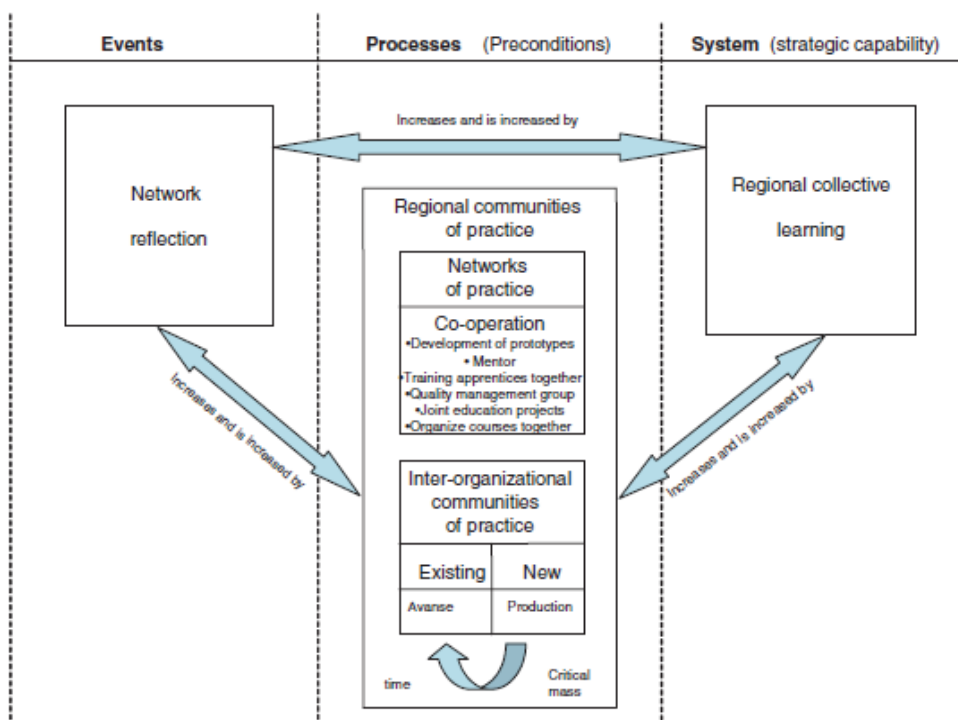 Events
Processes (Preconditions)
System (strategic capability)
Increases and is increased by
Network
reflection
Regional collective
learning
Regional communities
of practice
Networks
of practice
Co-operation
•Development of prototypes
•Mentor
•Training apprentices together
•Quality management group
•Joint education projects
•Organize courses together
Increases and is increased by
Increases and is increased by
Inter-organizational
communities
of practice
Existing
New
Avanse
Production
time
Critical
mass